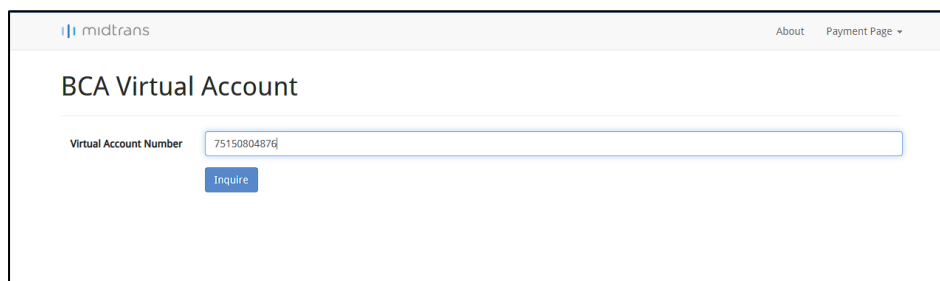 midtrans
About Payment Page
BCA Virtual Account
Virtual Account Number 75150804876
Inquire